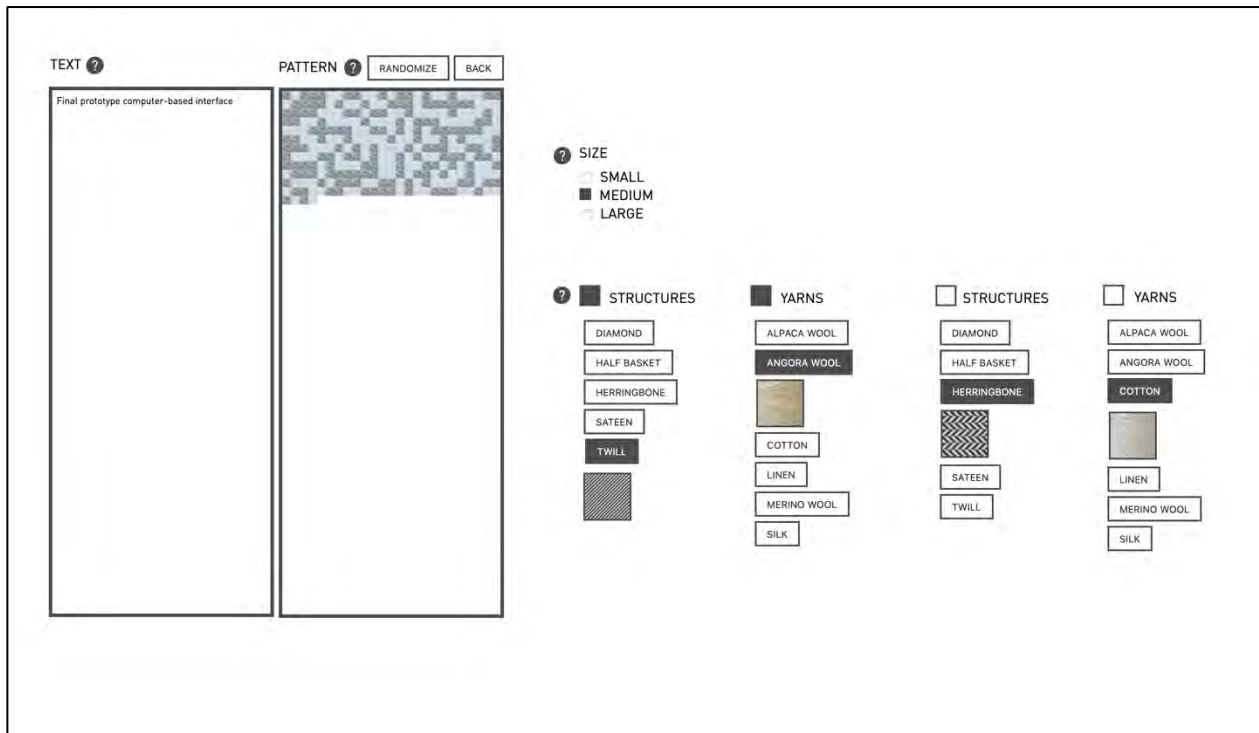 TEXT ?
PATTERN ? RANDOMIZE BACK
Final prototype computer-based interface
? SIZE
SMALL
MEDIUM
LARGE
? STRUCTURES
DIAMOND
HALF BASKET
HERRINGBONE
SATEEN
TWILL
YARNS
ALPACA WOOL
ANGORA WOOL
COTTON
LINEN
MERINO WOOL
SILK
STRUCTURES
DIAMOND
HALF BASKET
HERRINGBONE
SATEEN
TWILL
YARNS
ALPACA WOOL
ANGORA WOOL
COTTON
LINEN
MERINO WOOL
SILK